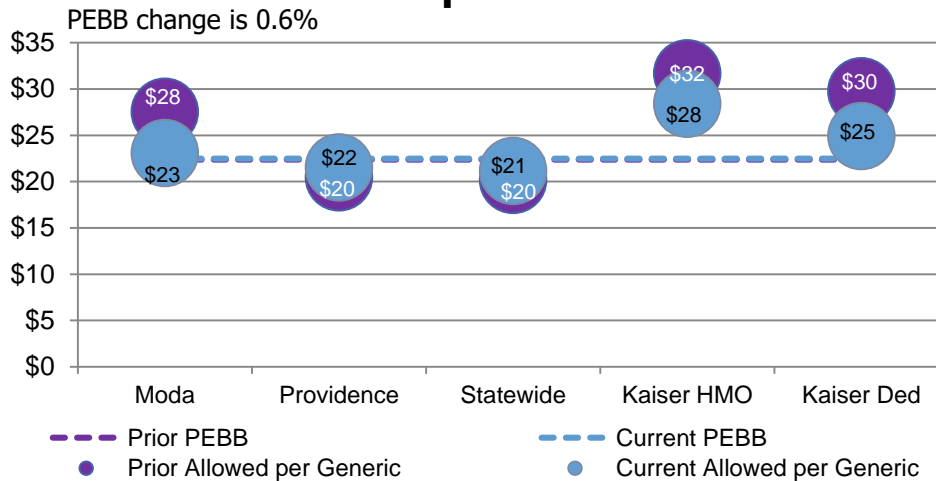 PEBB change is 0.6%
$35
$30
$25
$20
$15
$10
$5
$0
$28
$23
$22
$20
$21
$20
$32
$28
$30
$25
Moda
Providence
Statewide
Kaiser HMO
Kaiser Ded
Prior PEBB
Current PEBB
Prior Allowed per Generic
Current Allowed per Generic